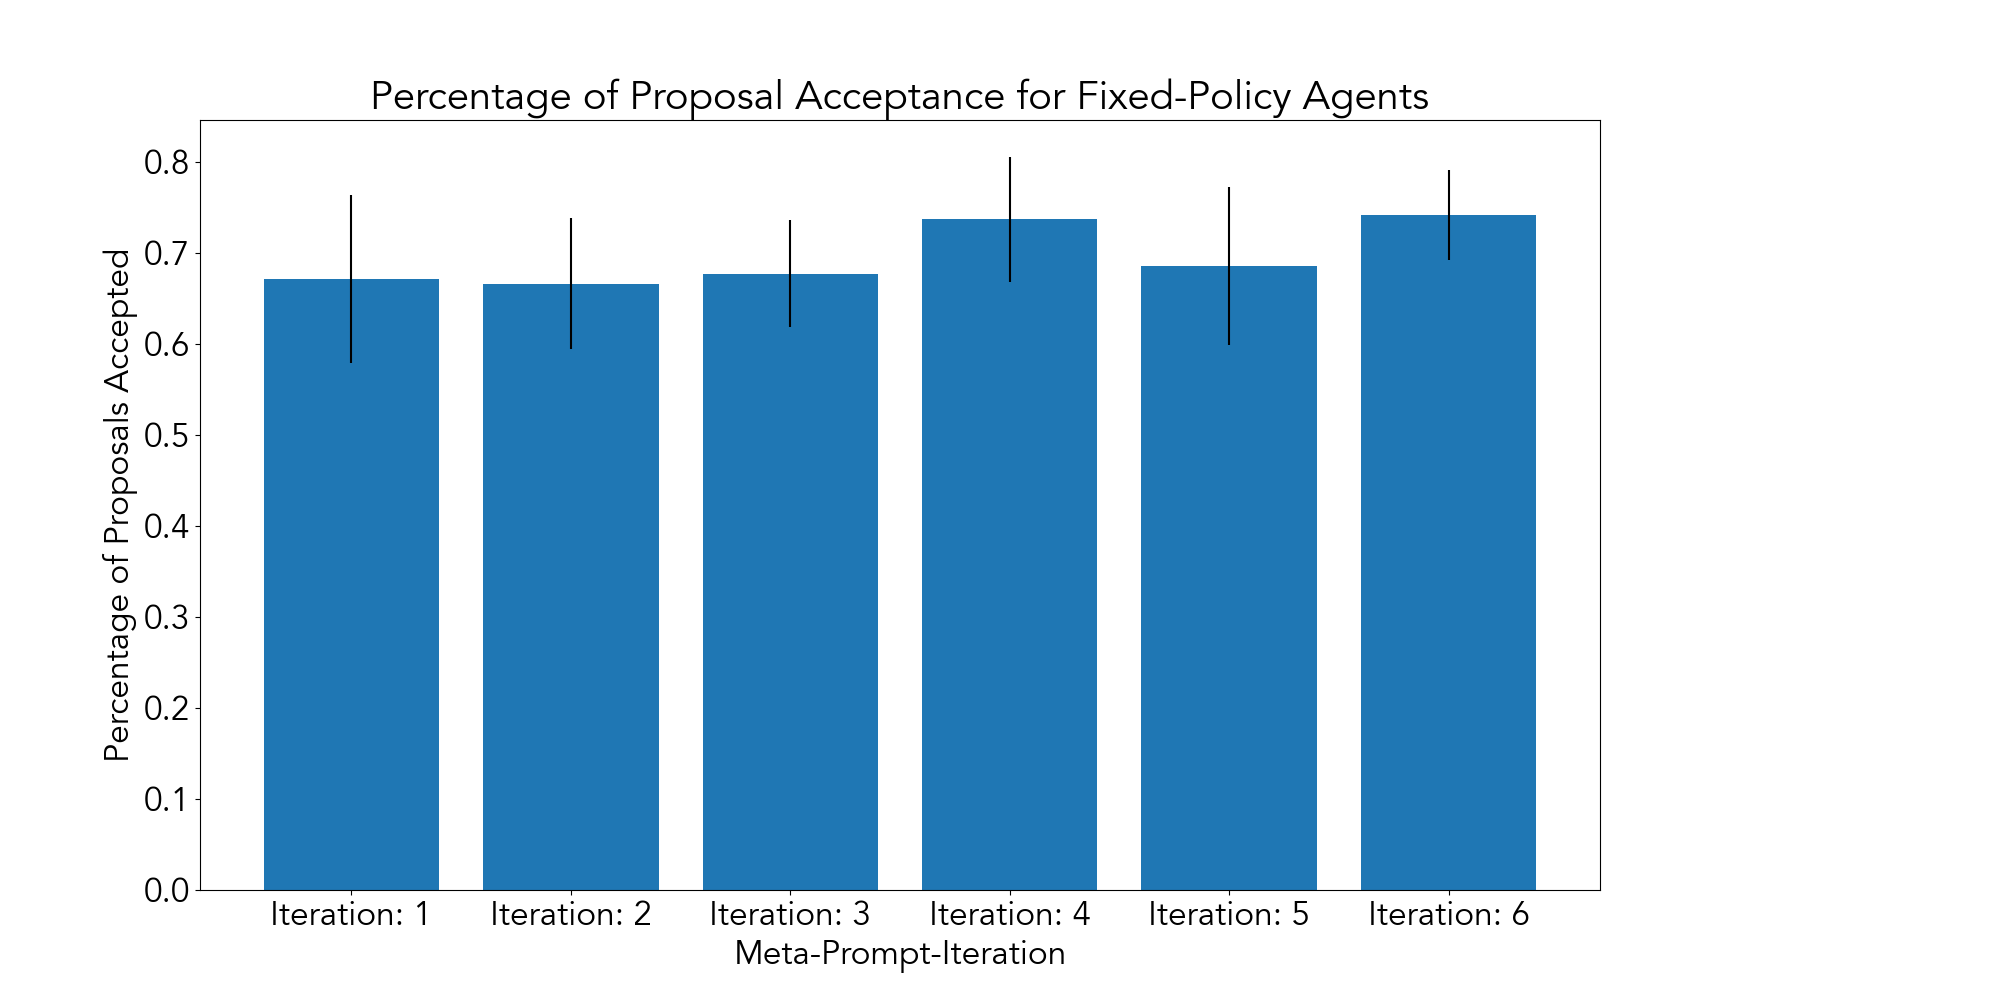 Percentage of Proposal Acceptance for Fixed-Policy Agents
Percentage of Proposals Accepted
0.8
0.7
0.6
0.5
0.4
0.3
0.2
0.1
0.0
Iteration: 1 Iteration: 2 Iteration: 3 Iteration: 4 Iteration: 5 Iteration: 6
Meta-Prompt-Iteration